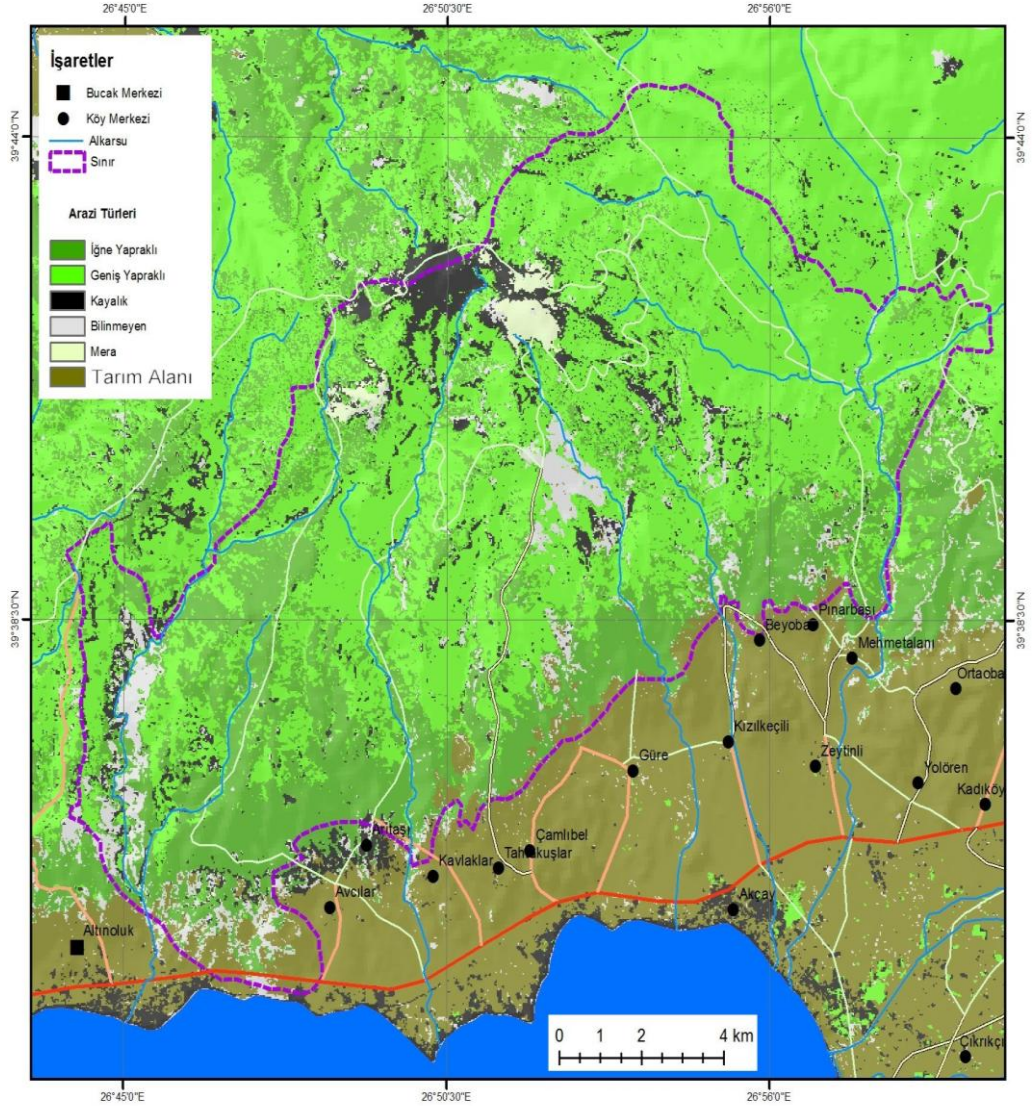 26°45'0"E
26°50'30"E
26°56'0"E
39°44'0"N
39°44'0"N
İşaretler
Bucak Merkezi
Köy Merkezi
Alkarsu
Sınır
Arazi Türleri
İğne Yapraklı
Geniş Yapraklı
Kayalık
Bilinmeyen
Mera
Tarım Alanı
39°38'30"N
39°38'30"N
Pınarbaşı
Beyoba
Mehmetalanı
Ortaoba
Kızılkeçili
Güre
Zeytinli
Yolören
Kadıköy
Arıtaşı
Çamlıbel
Kavlaklar
Tahtakuşlar
Avcılar
Akçay
Altınoluk
0 1 2 4 km
Çıkrıkçı
26°45'0"E
26°50'30"E
26°56'0"E